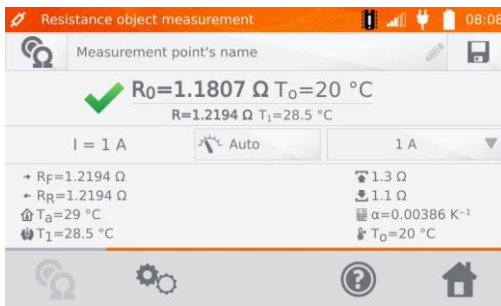 Resistance object measurement 08:08
Measurement point's name
R0=1.1807 Ω To=20 °C
R=1.2194 Ω T1=28.5 °C
I = 1 A Auto 1 A
RF=1.2194 Ω 1.3 Ω
RR=1.2194 Ω 1.1 Ω
Ta=29 °C α=0.00386 K⁻¹
T1=28.5 °C To=20 °C